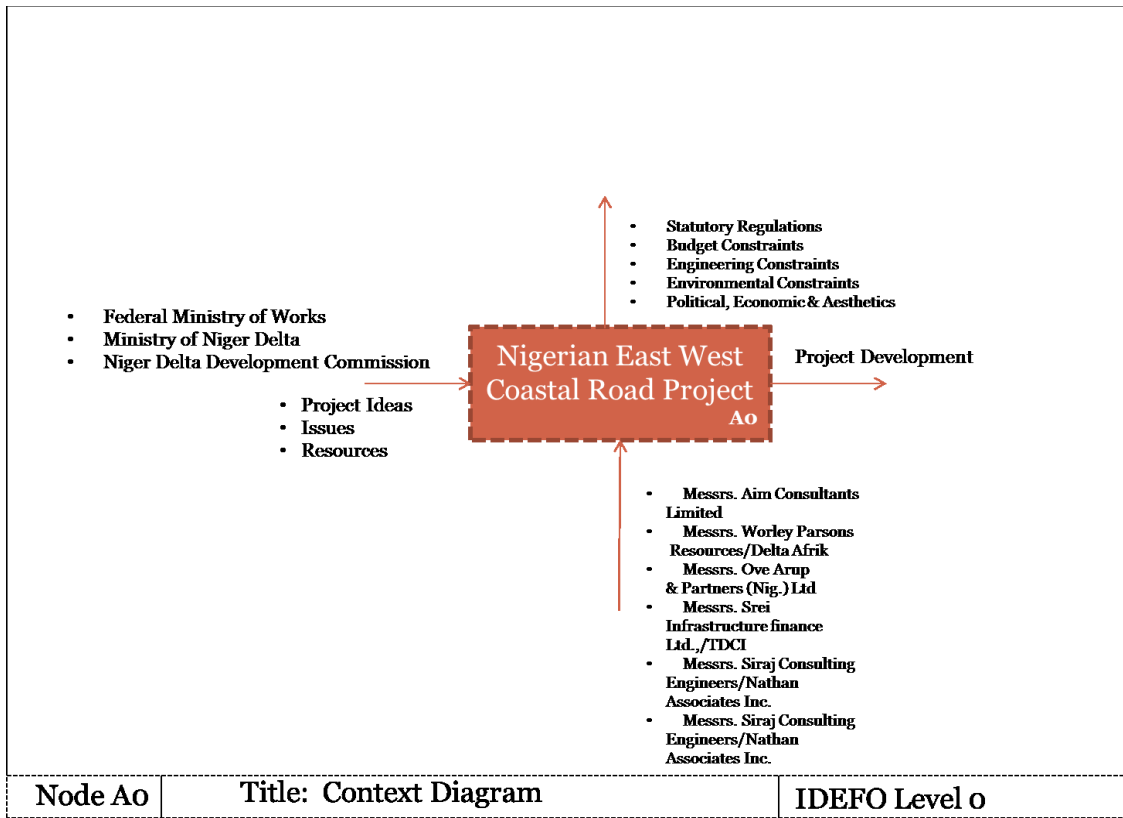 • Statutory Regulations
• Budget Constraints
• Engineering Constraints
• Environmental Constraints
• Political, Economic & Aesthetics
• Federal Ministry of Works
• Ministry of Niger Delta
• Niger Delta Development Commission
• Project Ideas
• Issues
• Resources
Nigerian East West
Coastal Road Project
A0
Project Development
• Messrs. Aim Consultants
Limited
• Messrs. Worley Parsons
Resources/Delta Afrik
• Messrs. Ove Arup
& Partners (Nig.) Ltd
• Messrs. Srei
Infrastructure finance
Ltd.,/TDCI
• Messrs. Siraj Consulting
Engineers/Nathan
Associates Inc.
• Messrs. Siraj Consulting
Engineers/Nathan
Associates Inc.
Node A0
Title: Context Diagram
IDEFO Level 0